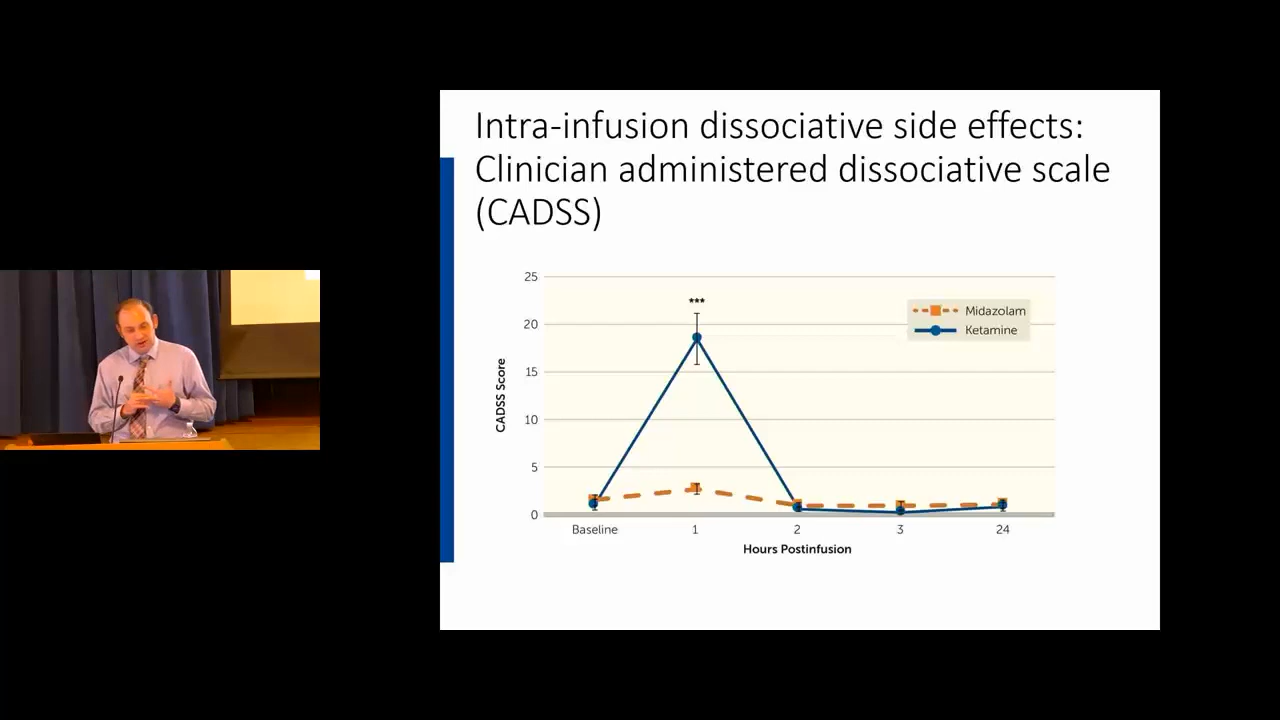 Intra-infusion dissociative side effects:
Clinician administered dissociative scale
(CADSS)
25
20
15
10
5
0
CADSS Score
***
Midazolam
Ketamine
Baseline
1
2
3
24
Hours Postinfusion